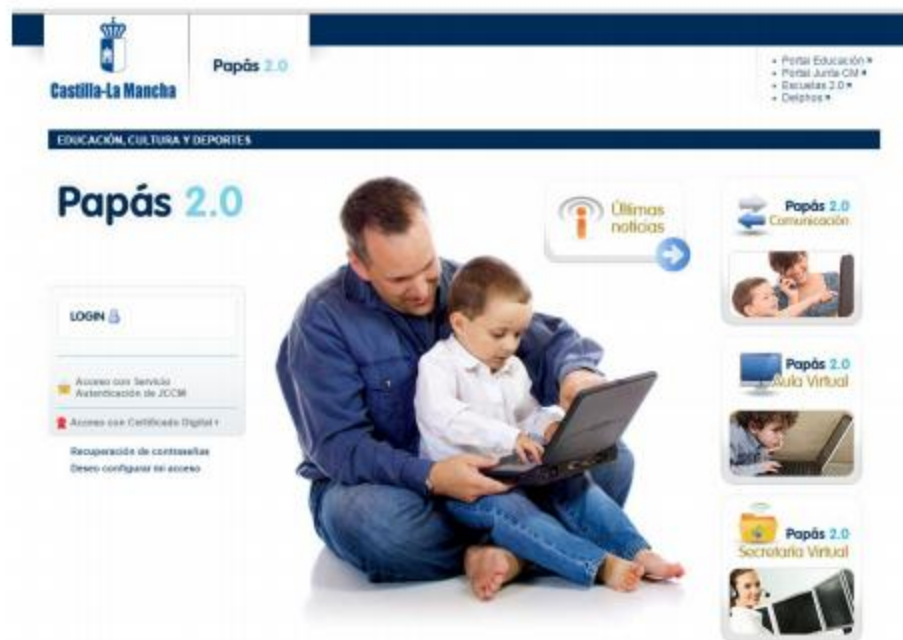 Castilla-La Mancha
Papás 2.0
Portal Educación
Portal Junta CM
Escuelas 2.0
Delphos
EDUCACIÓN, CULTURA Y DEPORTES
Papás 2.0
LOGIN
Acceso con Servicio
Autenticación de JCCM
Acceso con Certificado Digital
Recuperación de contraseñas
Deseo configurar mi acceso
Últimas
noticias
Papás 2.0
Comunicación
Papás 2.0
Aula Virtual
Papás 2.0
Secretaría Virtual